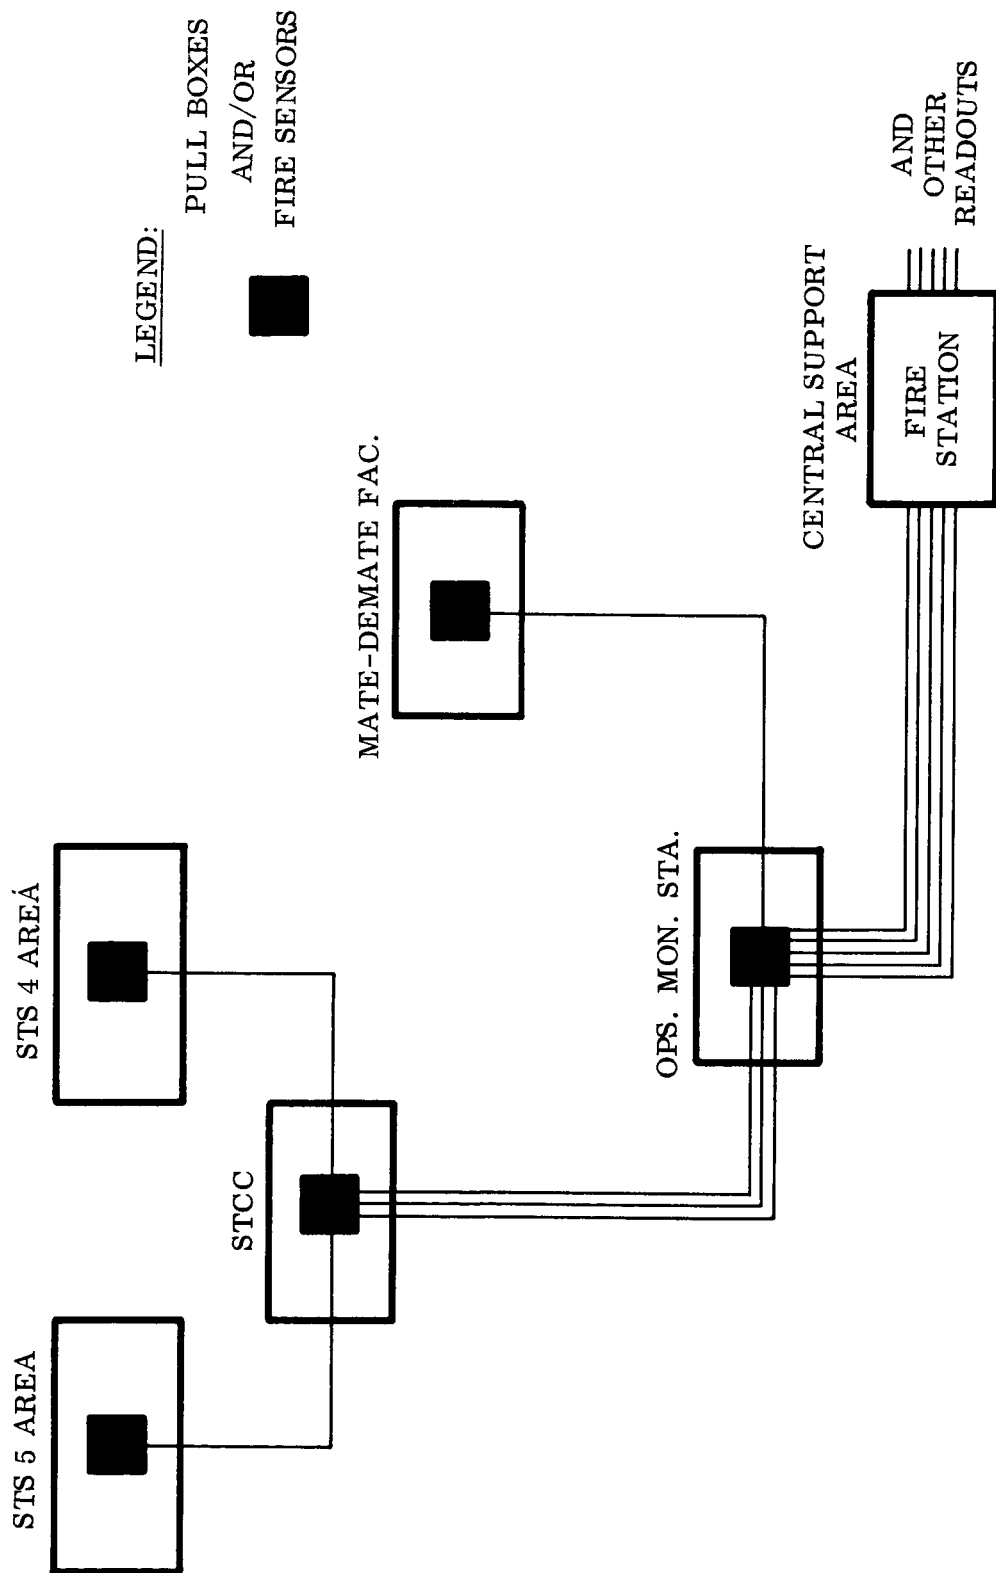 STS 5 AREA
STS 4 AREÁ
LEGEND:
PULL BOXES
AND/OR
FIRE SENSORS
STCC
MATE-DEMATE FAC.
OPS. MON. STA.
CENTRAL SUPPORT
AREA
FIRE
STATION
AND
OTHER
READOUTS